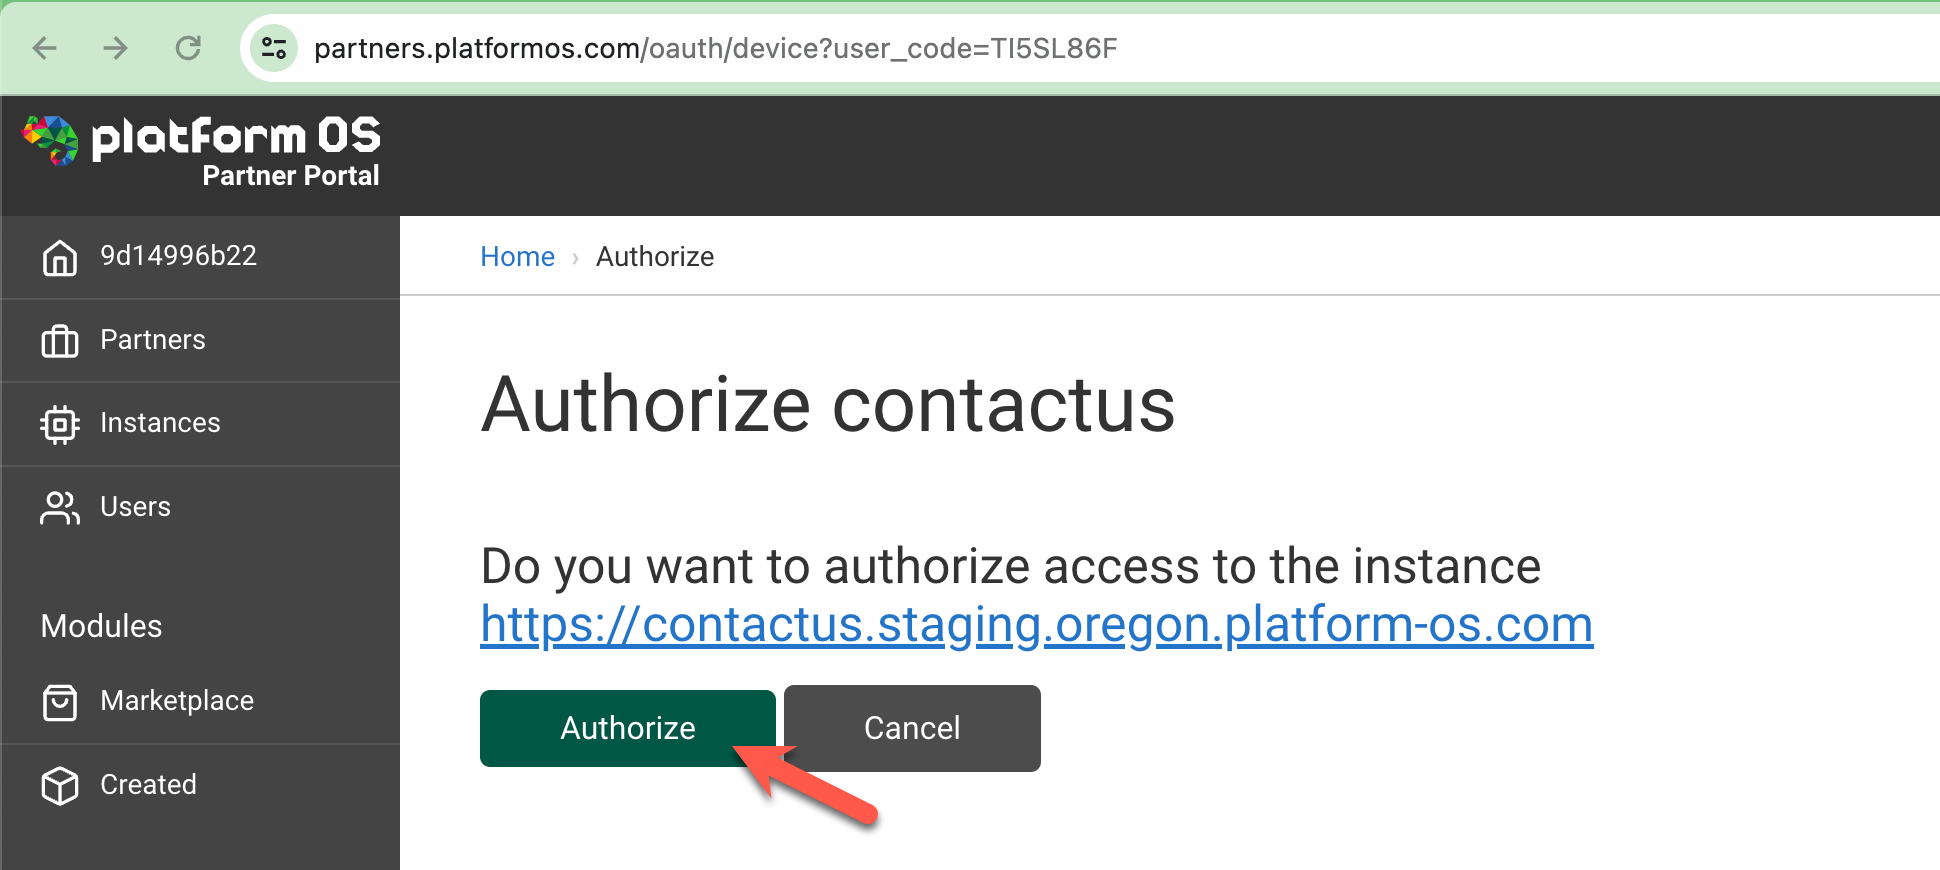 partners.platformos.com/oauth/device?user_code=TI5SL86F
platform OS
Partner Portal
9d14996b22
Partners
Instances
Users
Modules
Marketplace
Created
Home › Authorize
Authorize contactus
Do you want to authorize access to the instance
https://contactus.staging.oregon.platform-os.com
Authorize
Cancel